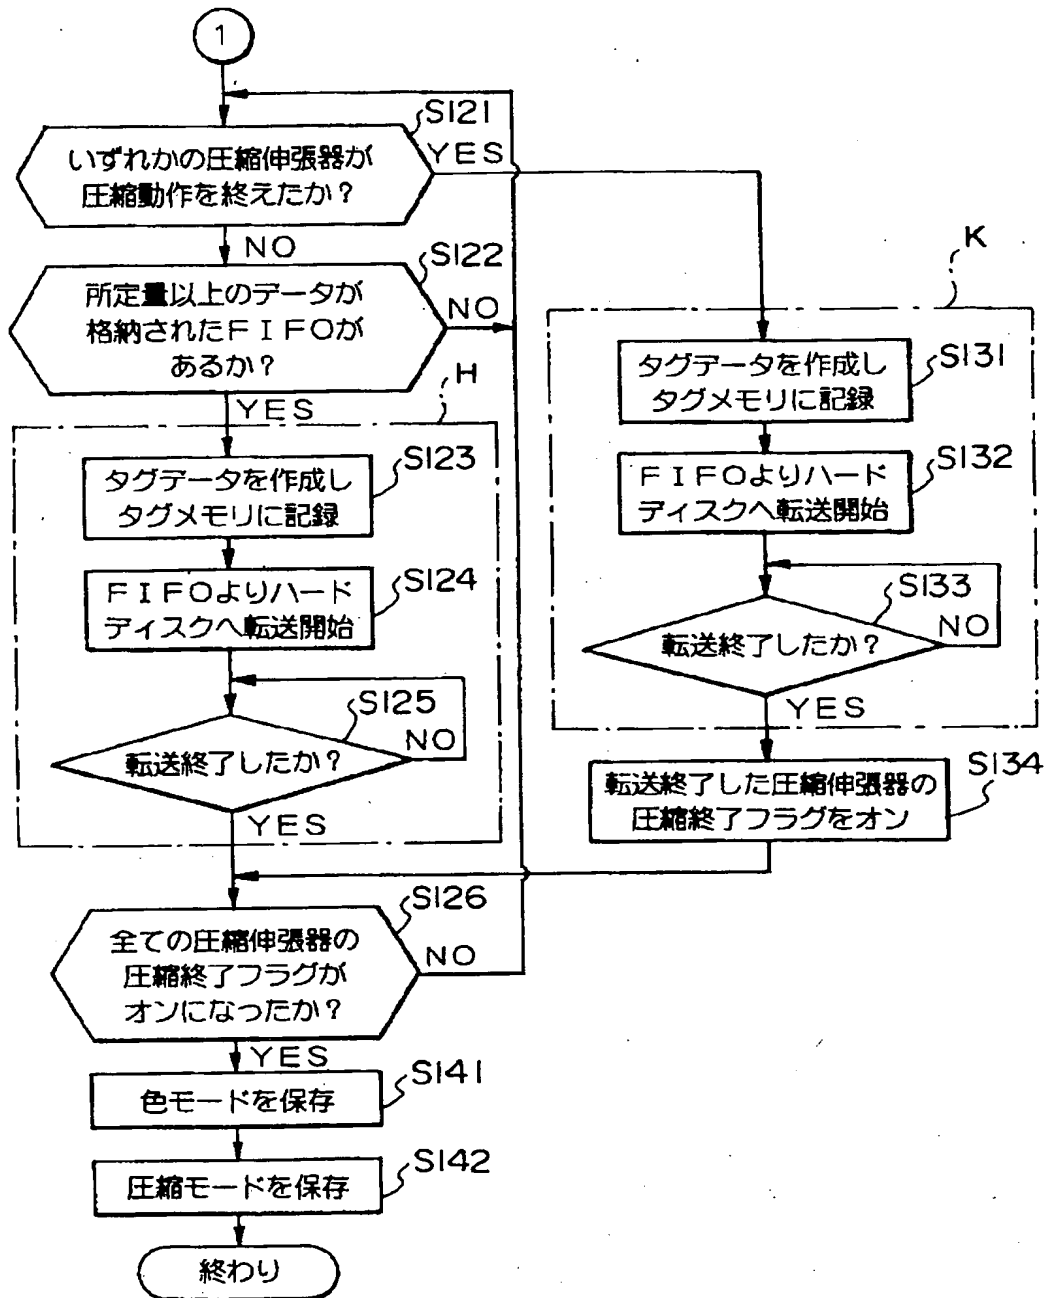 1
S121
いずれかの圧縮伸張器が
圧縮動作を終えたか?
YES
NO
S122
所定量以上のデータが
格納されたFIFOが
あるか?
NO
YES
H
S123
タグデータを作成し
タグメモリに記録
S124
FIFOよりハード
ディスクへ転送開始
S125
転送終了したか?
NO
YES
K
S131
タグデータを作成し
タグメモリに記録
S132
FIFOよりハード
ディスクへ転送開始
S133
転送終了したか?
NO
YES
S134
転送終了した圧縮伸張器の
圧縮終了フラグをオン
S126
全ての圧縮伸張器の
圧縮終了フラグが
オンになったか?
NO
YES
S141
色モードを保存
S142
圧縮モードを保存
終わり